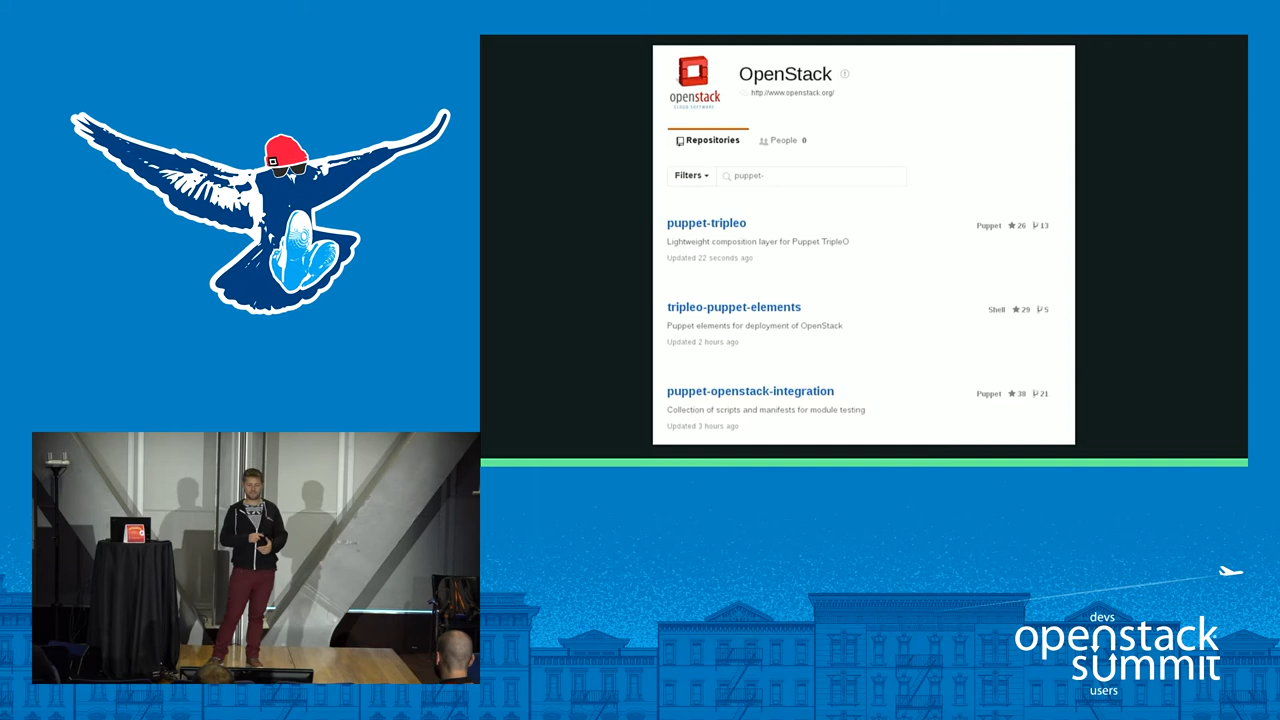 openstack
CLOUD SOFTWARE
OpenStack
http://www.openstack.org/
Repositories
People 0
Filters
puppet-
puppet-tripleo
Puppet 26 13
Lightweight composition layer for Puppet TripleO
Updated 22 seconds ago
tripleo-puppet-elements
Shell 29 5
Puppet elements for deployment of OpenStack
Updated 2 hours ago
puppet-openstack-integration
Puppet 38 21
Collection of scripts and manifests for module testing
Updated 3 hours ago
devs
openstack
summit
users